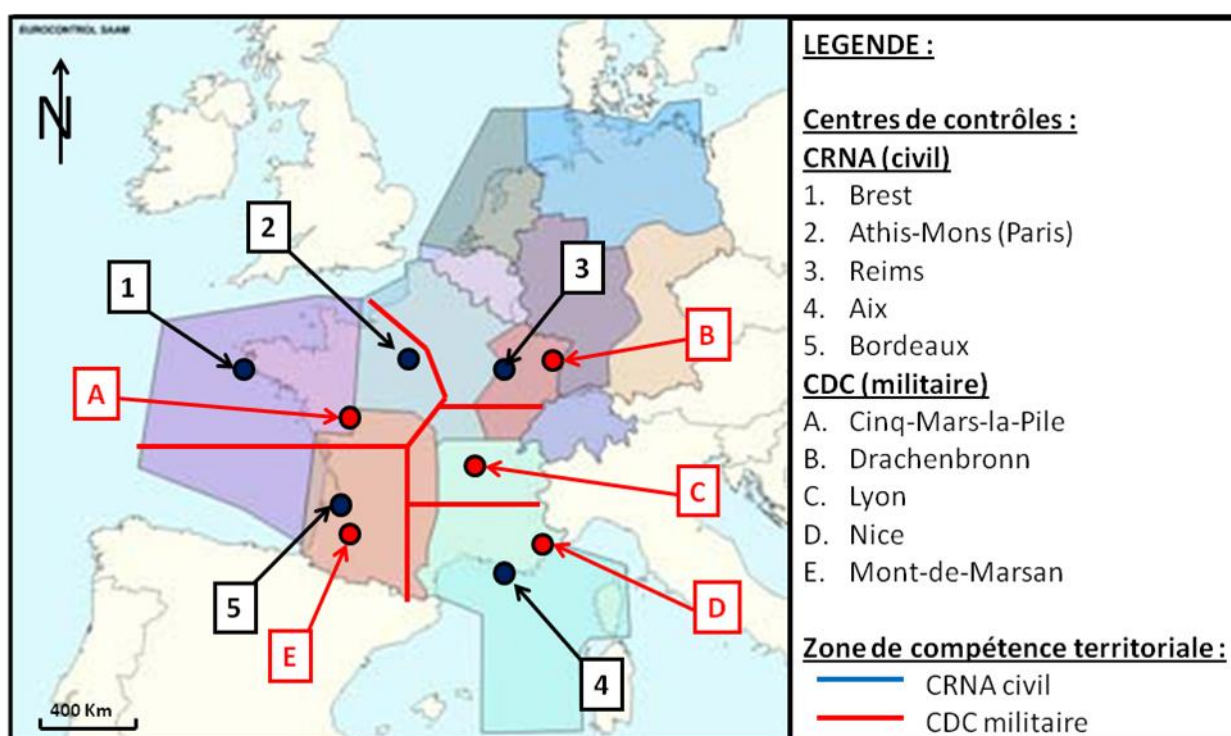 EUROCONTROL SAAM
N
1
2
3
A
B
C
D
5
E
4
400 Km
LEGENDE :
Centres de contrôles :
CRNA (civil)
1. Brest
2. Athis-Mons (Paris)
3. Reims
4. Aix
5. Bordeaux
CDC (militaire)
A. Cinq-Mars-la-Pile
B. Drachenbronn
C. Lyon
D. Nice
E. Mont-de-Marsan
Zone de compétence territoriale :
CRNA civil
CDC militaire